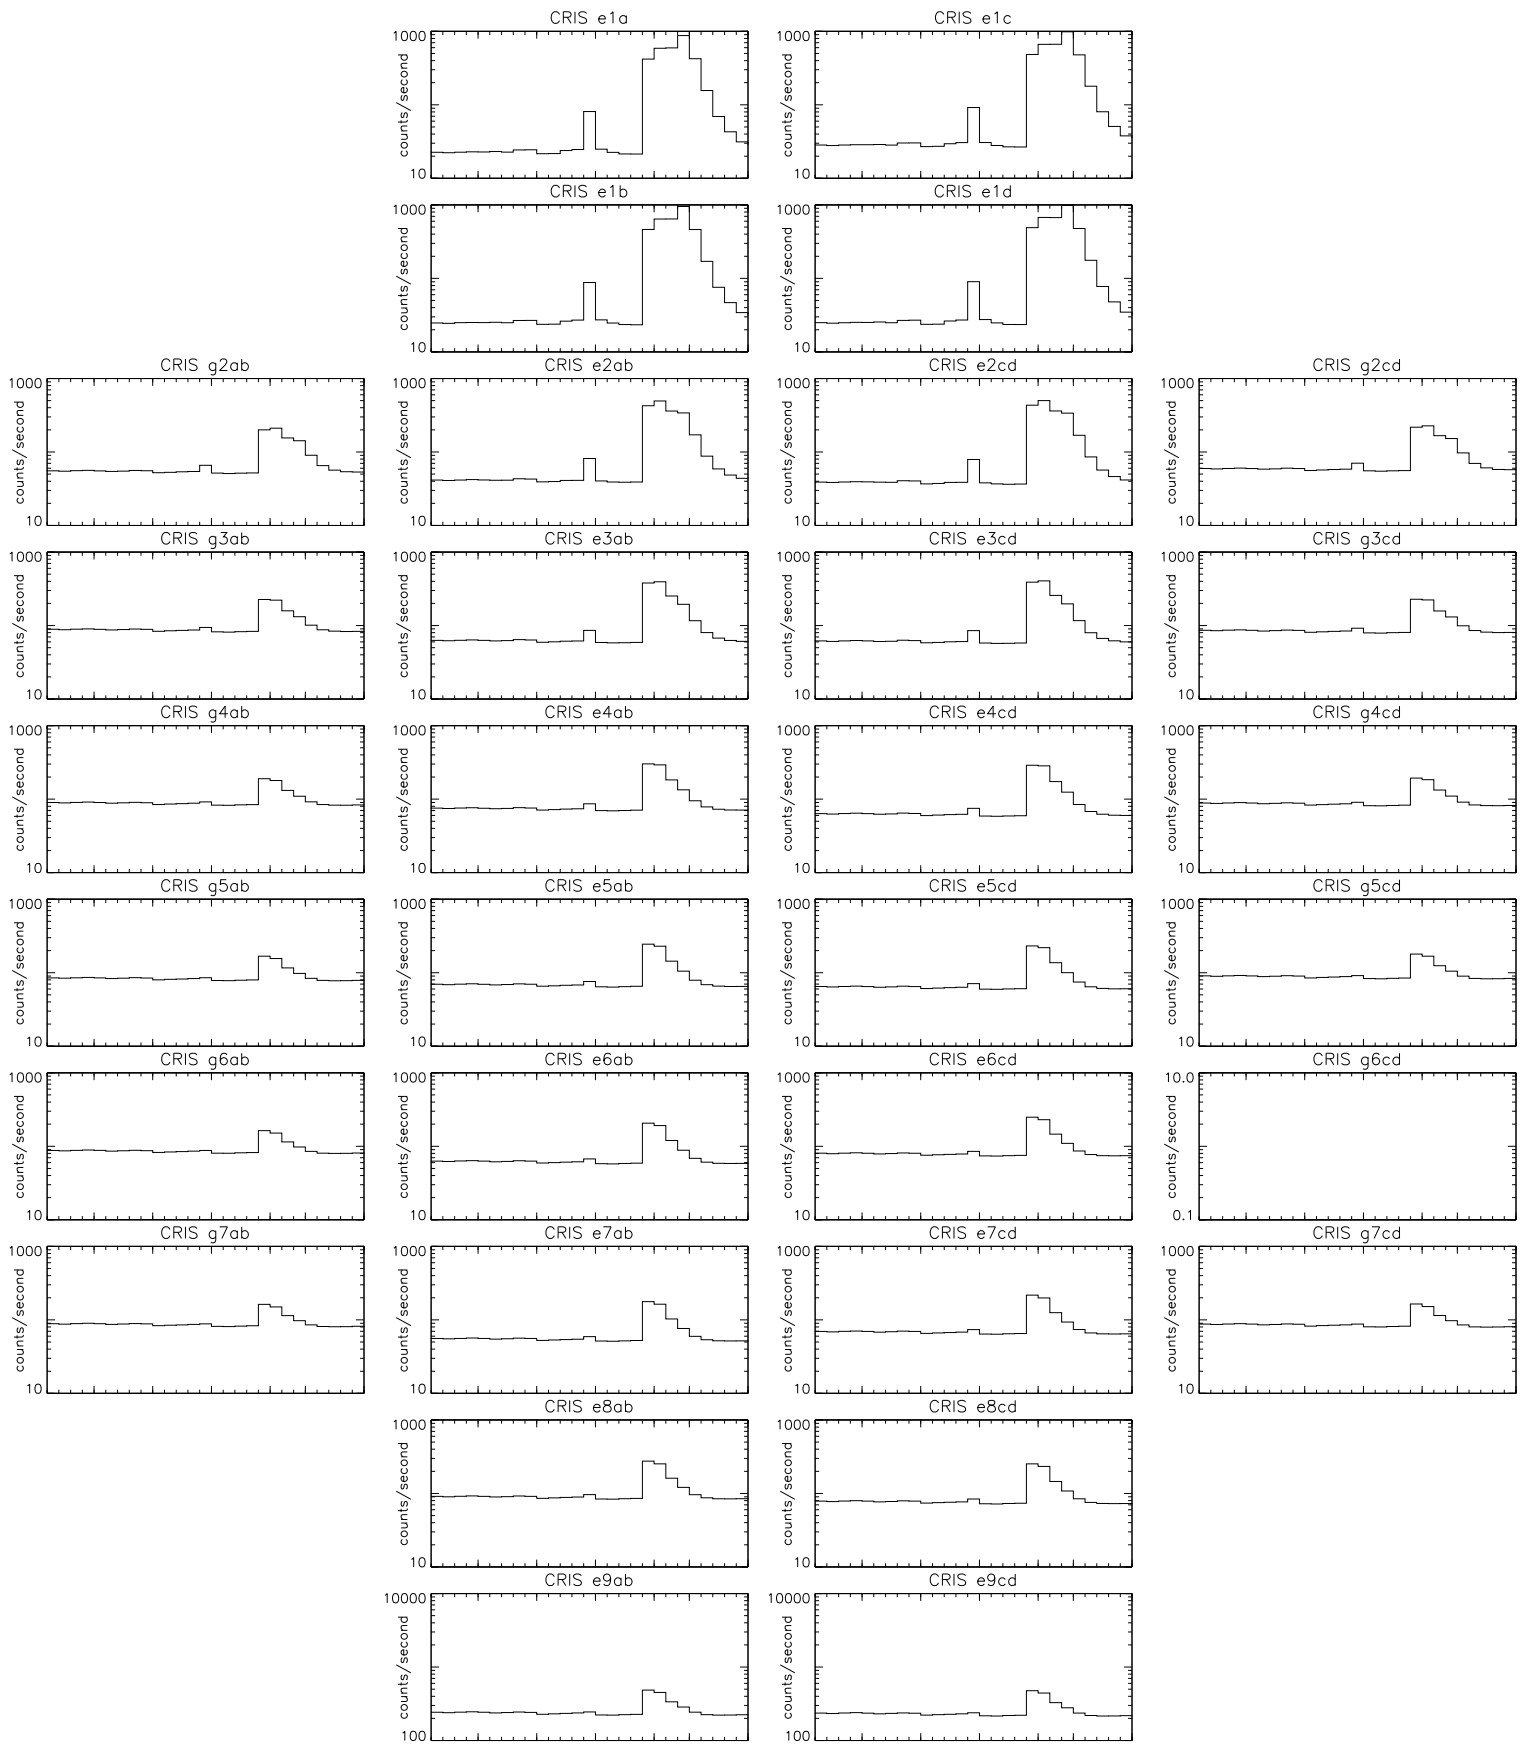 CRIS e1a CRIS e1c
1000 1000
counts/second counts/second
10 10
CRIS e1b CRIS e1d
1000 1000
counts/second counts/second
10 10
CRIS g2ab CRIS e2ab CRIS e2cd CRIS g2cd
1000 1000 1000 1000
counts/second counts/second counts/second counts/second
10 10 10 10
CRIS g3ab CRIS e3ab CRIS e3cd CRIS g3cd
1000 1000 1000 1000
counts/second counts/second counts/second counts/second
10 10 10 10
CRIS g4ab CRIS e4ab CRIS e4cd CRIS g4cd
1000 1000 1000 1000
counts/second counts/second counts/second counts/second
10 10 10 10
CRIS g5ab CRIS e5ab CRIS e5cd CRIS g5cd
1000 1000 1000 1000
counts/second counts/second counts/second counts/second
10 10 10 10
CRIS g6ab CRIS e6ab CRIS e6cd CRIS g6cd
1000 1000 1000 10.0
counts/second counts/second counts/second counts/second
10 10 10 0.1
CRIS g7ab CRIS e7ab CRIS e7cd CRIS g7cd
1000 1000 1000 1000
counts/second counts/second counts/second counts/second
10 10 10 10
CRIS e8ab CRIS e8cd
1000 1000
counts/second counts/second
10 10
CRIS e9ab CRIS e9cd
10000 10000
counts/second counts/second
100 100